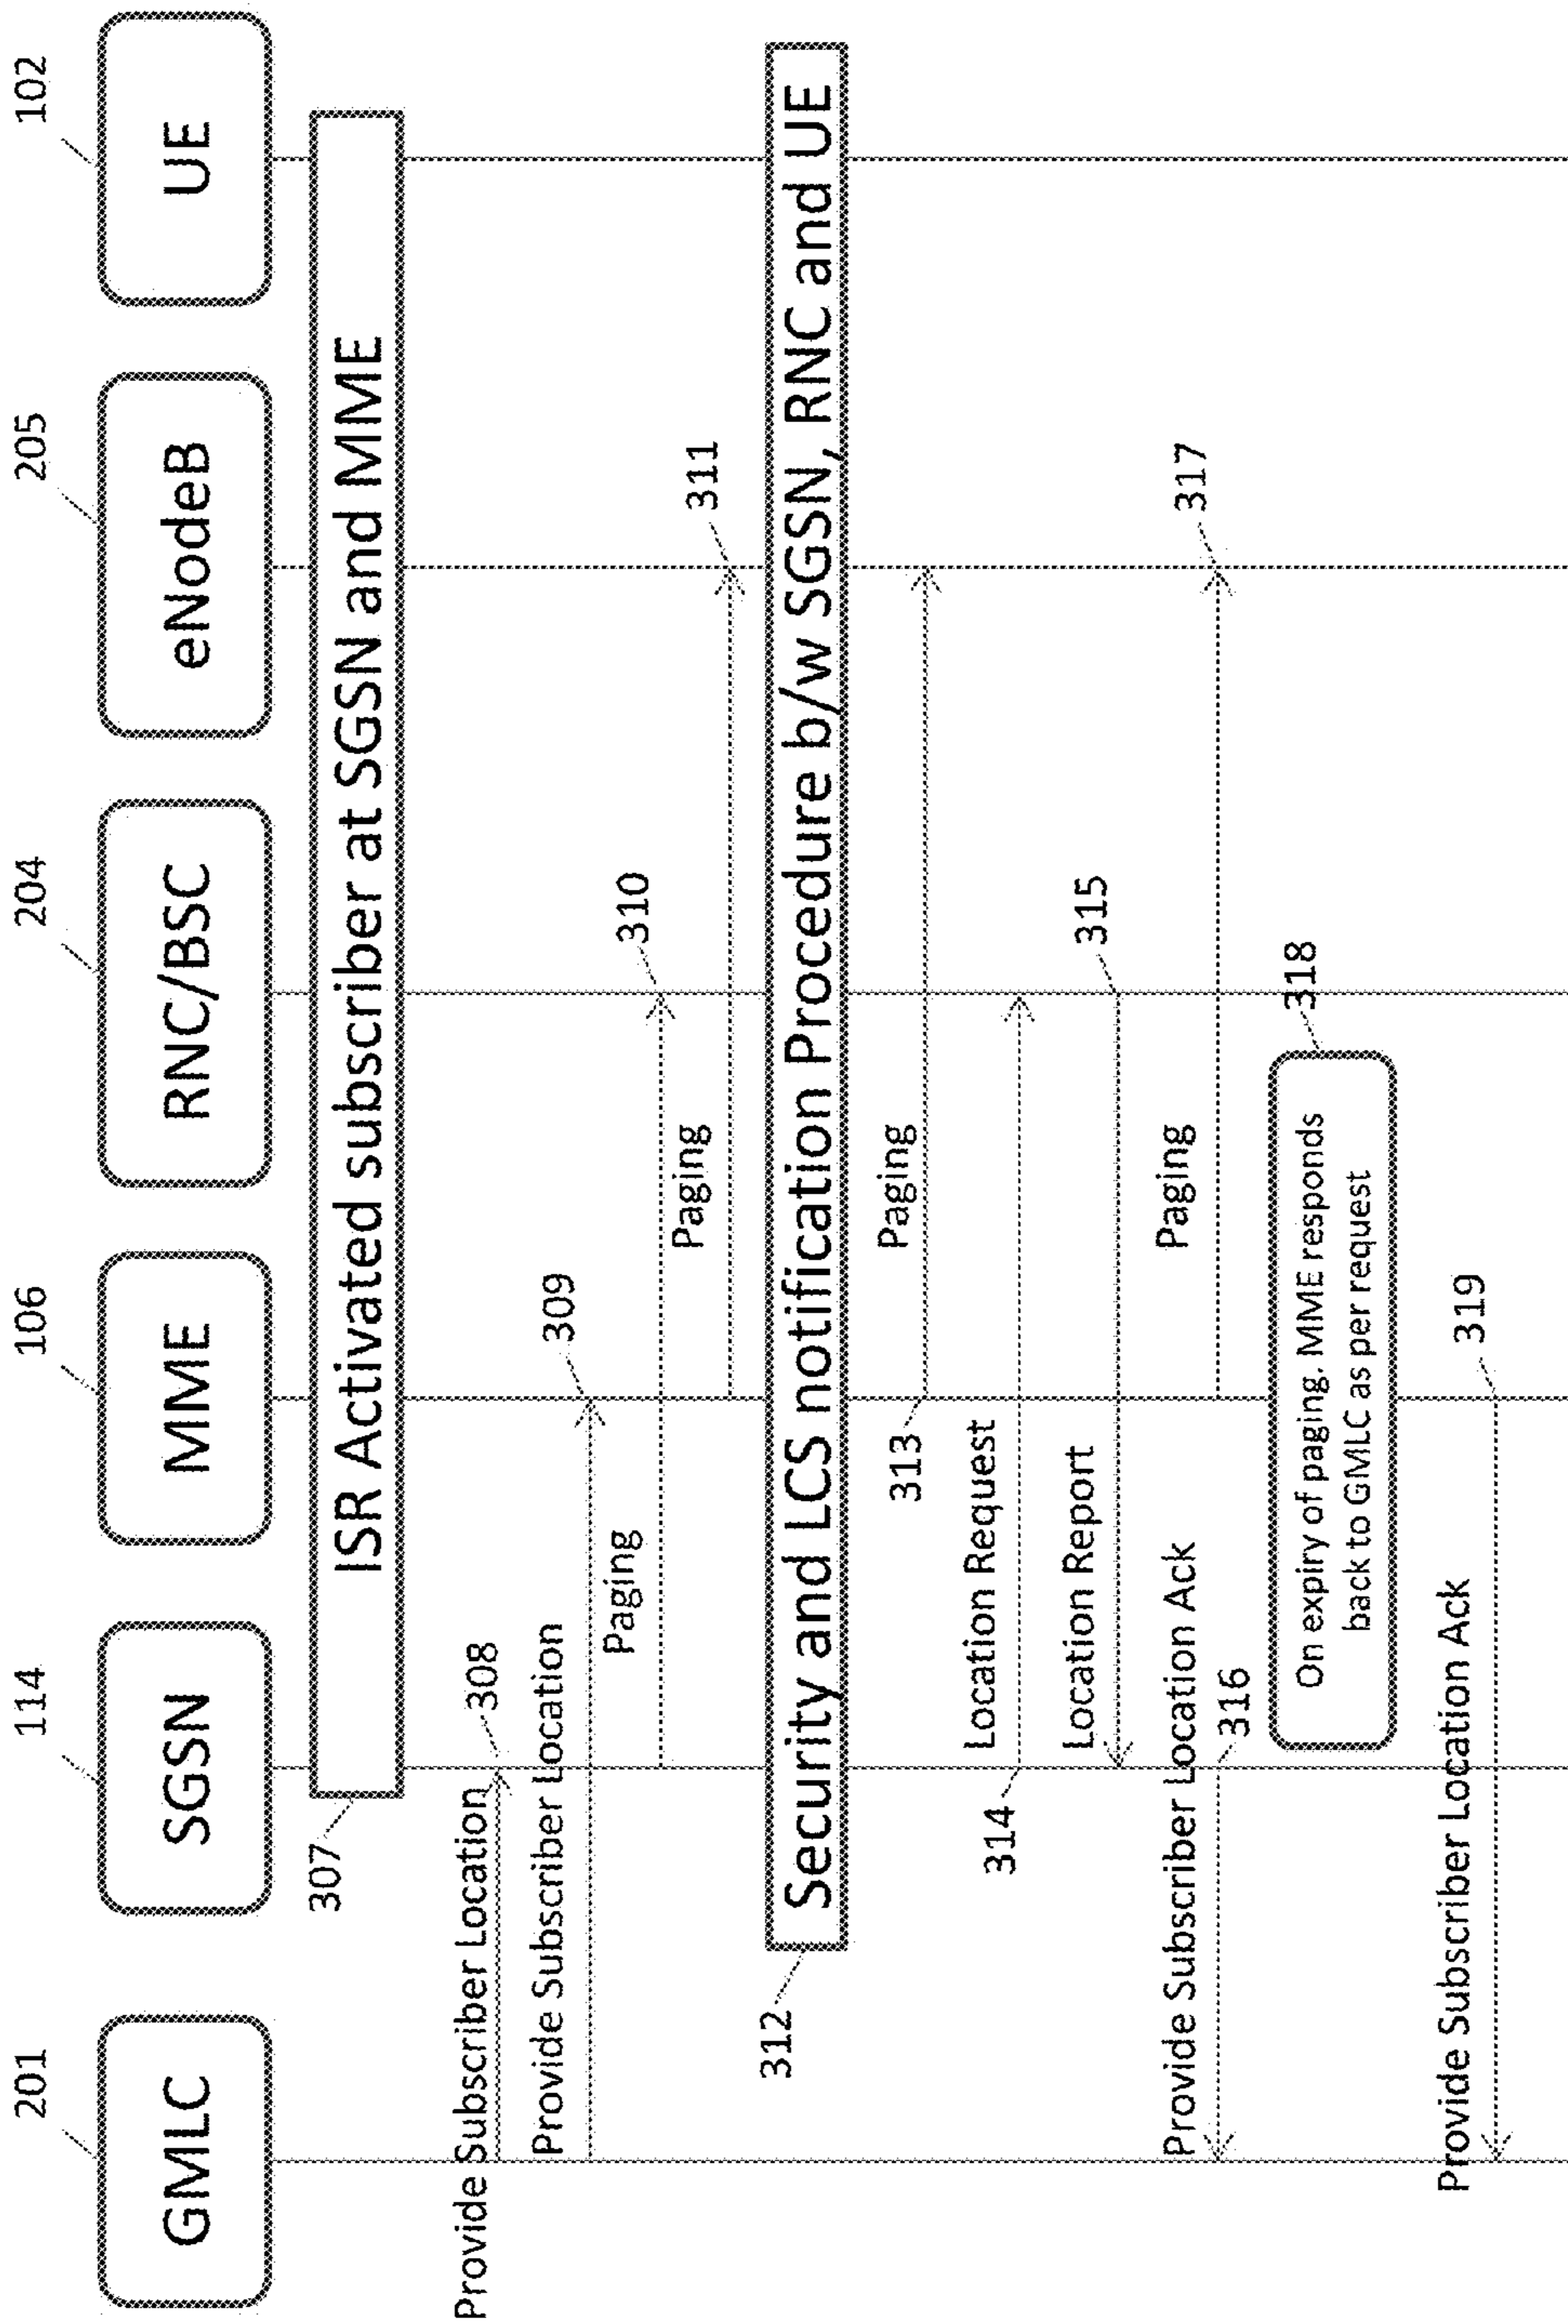 201
114
106
204
205
102
GMLC
SGSN
MME
RNC/BSC
eNodeB
UE
ISR Activated subscriber at SGSN and MME
307
Provide Subscriber Location
308
Provide Subscriber Location
309
Paging
310
Paging
311
Security and LCS notification Procedure b/w SGSN, RNC and UE
312
Paging
313
Location Request
314
Location Report
315
Provide Subscriber Location Ack
316
Paging
317
On expiry of paging. MME responds
back to GMLC as per request
318
Provide Subscriber Location Ack
319